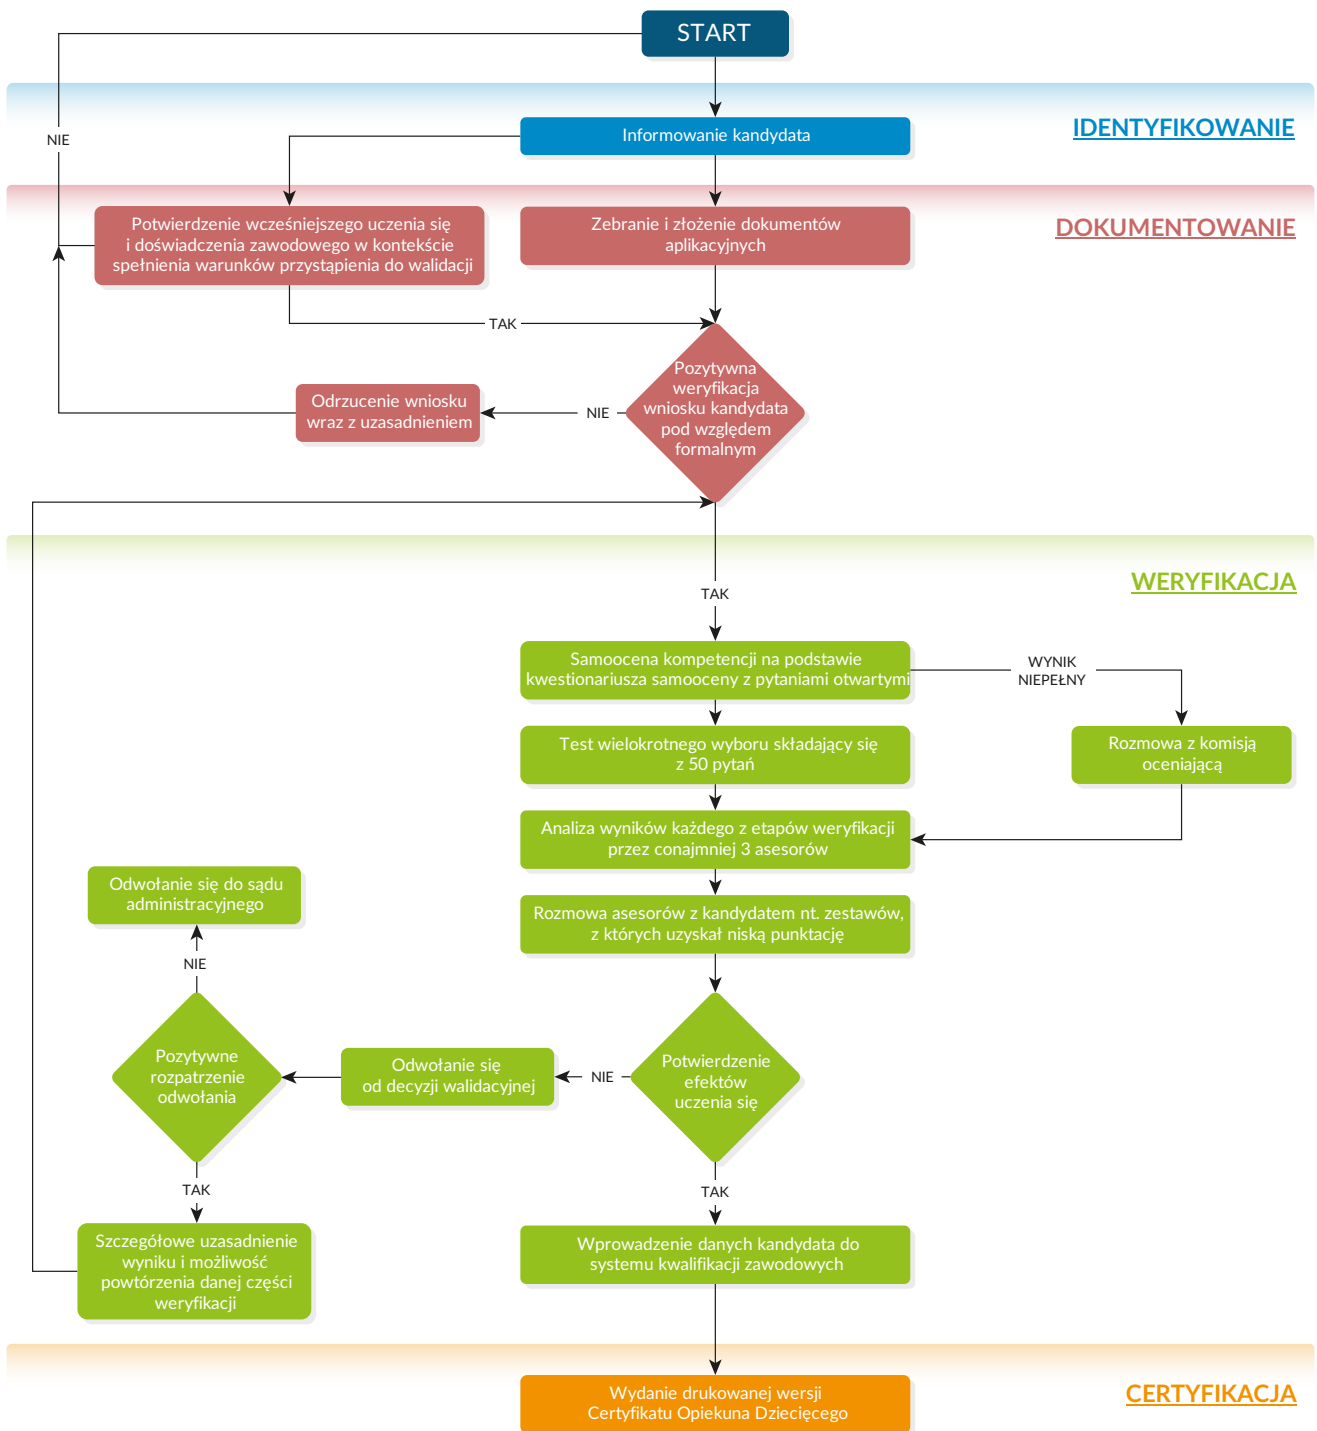 START
IDENTYFIKOWANIE
Informowanie kandydata
NIE
DOKUMENTOWANIE
Potwierdzenie wcześniejszego uczenia się
i doświadczenia zawodowego w kontekście
spełnienia warunków przystąpienia do walidacji
Zebranie i złożenie dokumentów
aplikacyjnych
TAK
Pozytywna
weryfikacja
wniosku kandydata
pod względem
formalnym
NIE
Odrzucenie wniosku
wraz z uzasadnieniem
WERYFIKACJA
TAK
Samoocena kompetencji na podstawie
kwestionariusza samooceny z pytaniami otwartymi
WYNIK
NIEPEŁNY
Test wielokrotnego wyboru składający się
z 50 pytań
Rozmowa z komisją
oceniającą
Analiza wyników każdego z etapów weryfikacji
przez conajmniej 3 asesorów
Rozmowa asesorów z kandydatem nt. zestawów,
z których uzyskał niską punktację
Odwołanie się do sądu
administracyjnego
NIE
Pozytywne
rozpatrzenie
odwołania
Odwołanie się
od decyzji walidacyjnej
NIE
Potwierdzenie
efektów
uczenia się
TAK
TAK
Szczegółowe uzasadnienie
wyniku i możliwość
powtórzenia danej części
weryfikacji
Wprowadzenie danych kandydata do
systemu kwalifikacji zawodowych
CERTYFIKACJA
Wydanie drukowanej wersji
Certyfikatu Opiekuna Dziecięcego